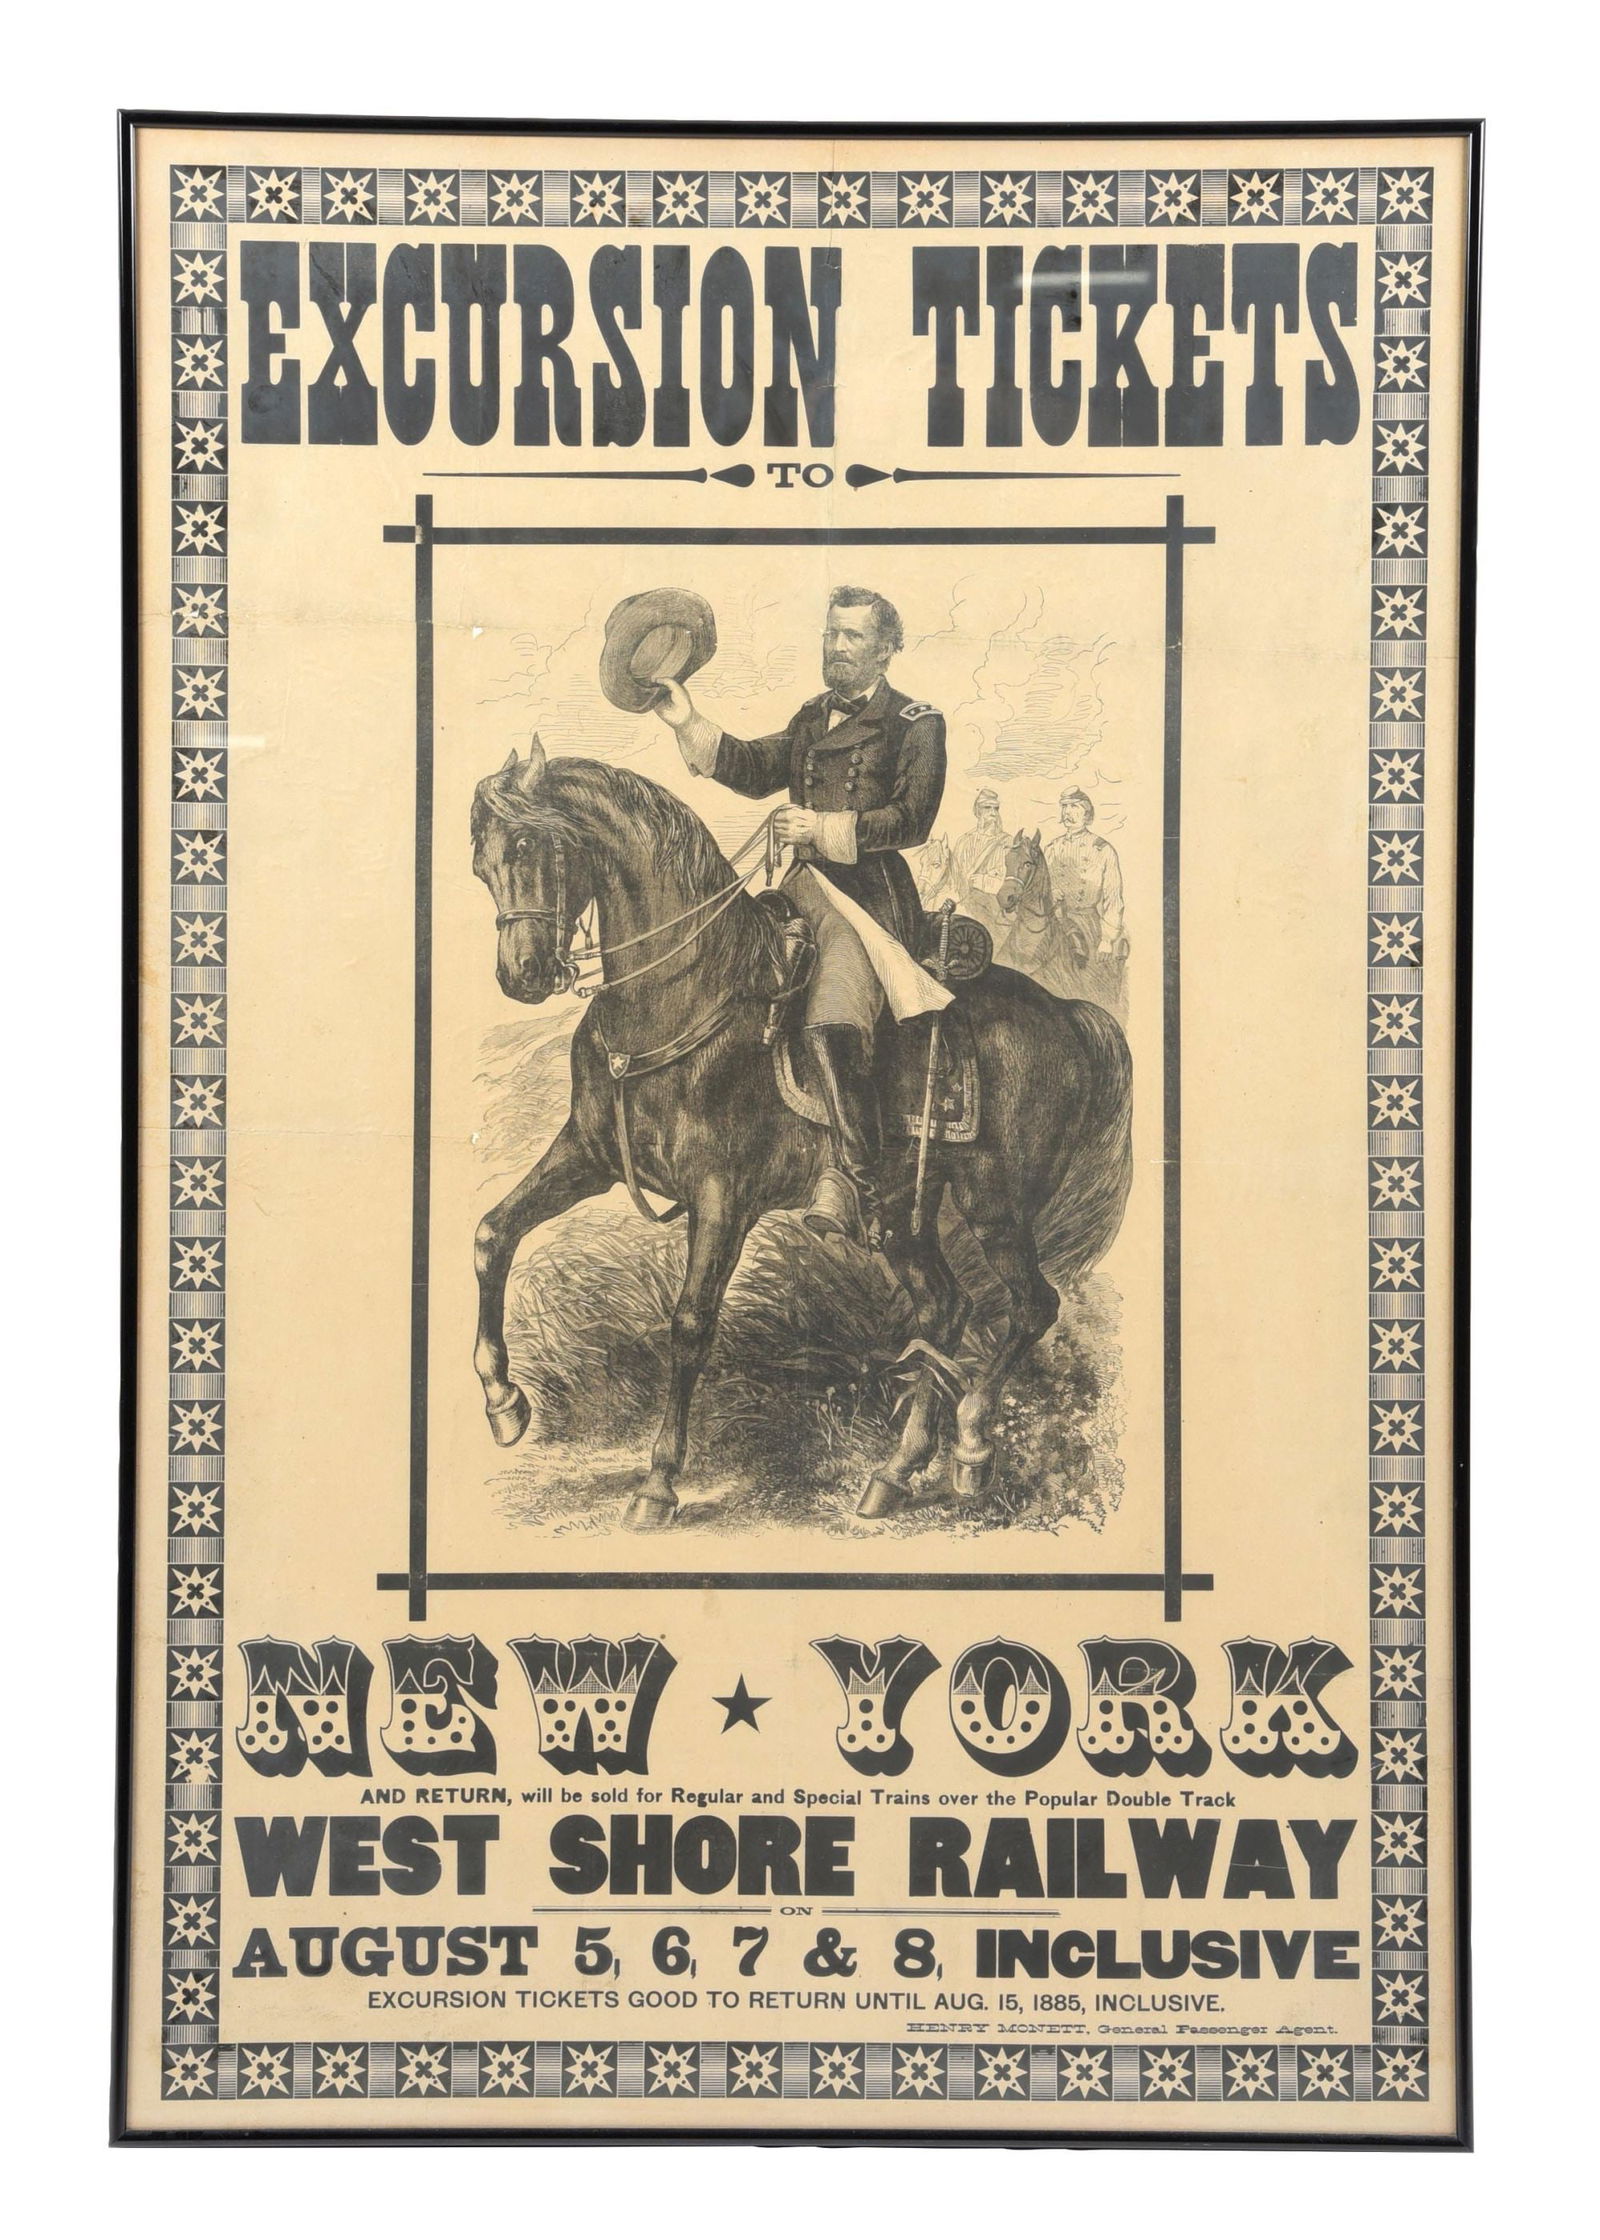 EXCURSION TICKETS
TO
NEW ★ YORK
AND RETURN, will be sold for Regular and Special Trains over the Popular Double Track
WEST SHORE RAILWAY
ON
AUGUST 5, 6, 7 & 8, INCLUSIVE
EXCURSION TICKETS GOOD TO RETURN UNTIL AUG. 15, 1885, INCLUSIVE.
HENRY MONETT, General Passenger Agent.